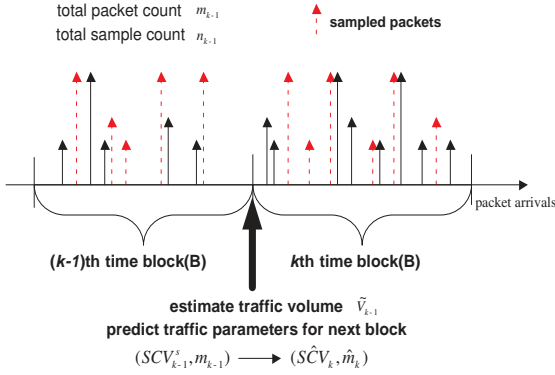 total packet count m_{k-1}
total sample count n_{k-1}
sampled packets
packet arrivals
(k-1)th time block(B)
kth time block(B)
estimate traffic volume Ṽ_{k-1}
predict traffic parameters for next block
(SCV^s_{k-1}, m_{k-1}) ⟶ (SĈV_k, m̂_k)